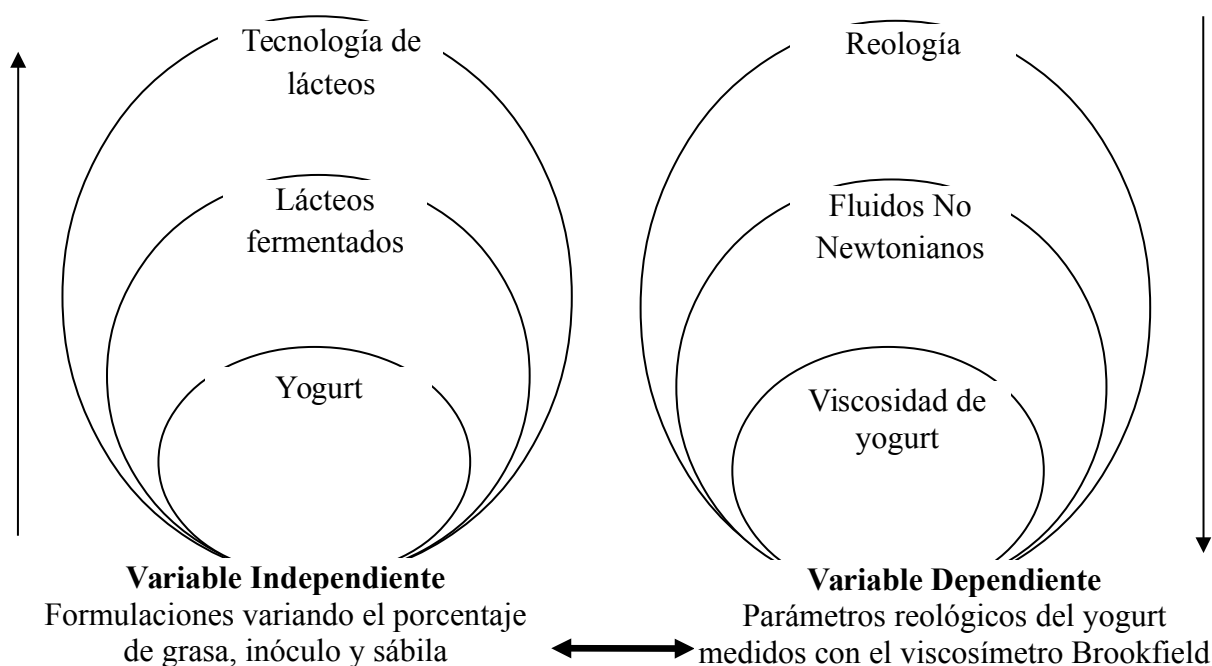 Tecnología de
lácteos
Lácteos
fermentados
Yogurt
Variable Independiente
Formulaciones variando el porcentaje
de grasa, inóculo y sábila
Reología
Fluidos No
Newtonianos
Viscosidad de
yogurt
Variable Dependiente
Parámetros reológicos del yogurt
medidos con el viscosímetro Brookfield